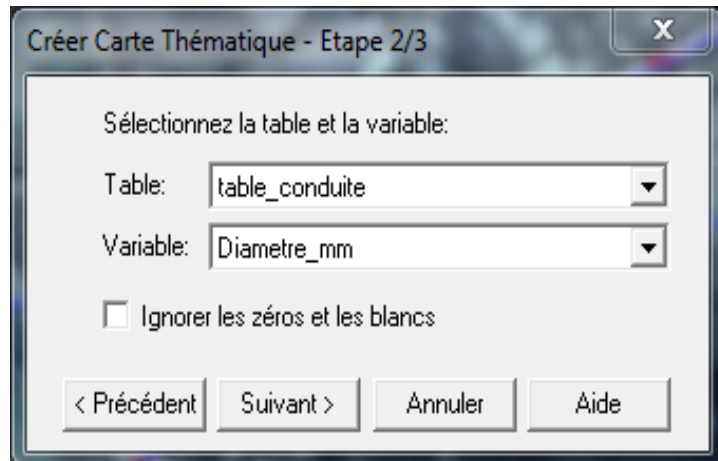 Créer Carte Thématique - Etape 2/3
X
Sélectionnez la table et la variable:
Table: table_conduite
Variable: Diametre_mm
Ignorer les zéros et les blancs
< Précédent Suivant > Annuler Aide